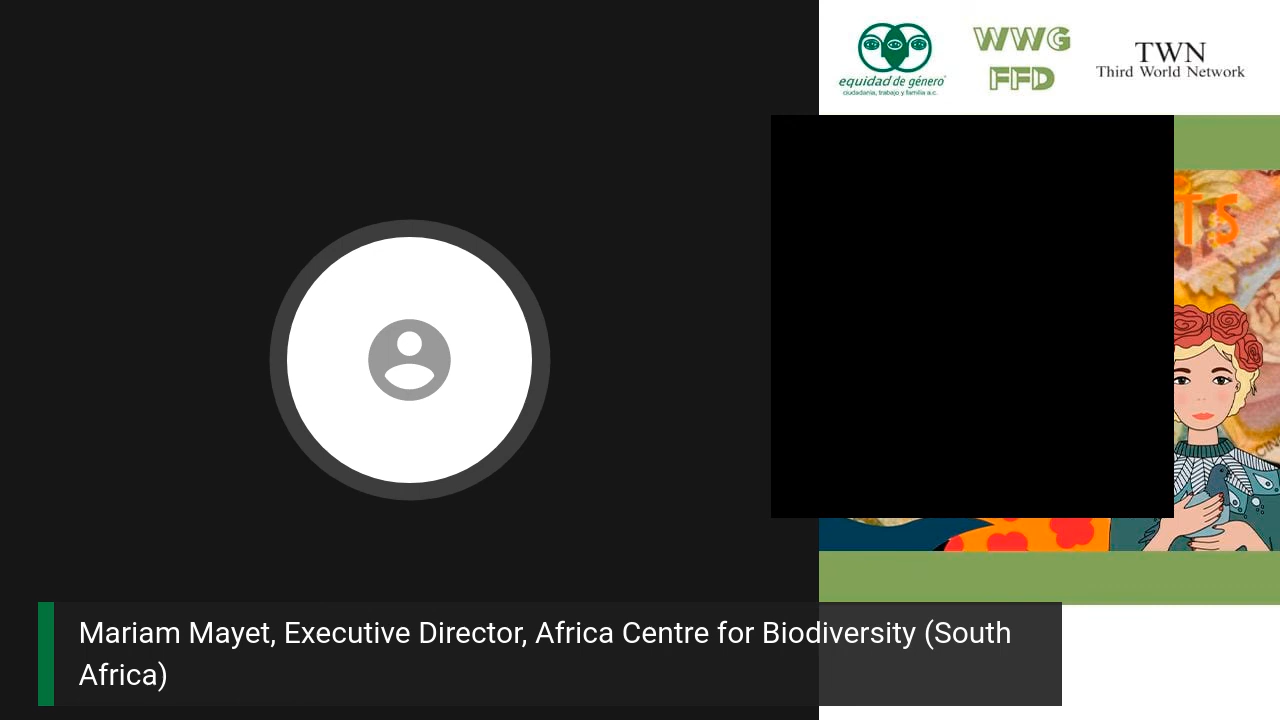 equidad de género
ciudadanía, trabajo y familia a.c.
WWG
FFD
TWN
Third World Network
TS
Mariam Mayet, Executive Director, Africa Centre for Biodiversity (South
Africa)